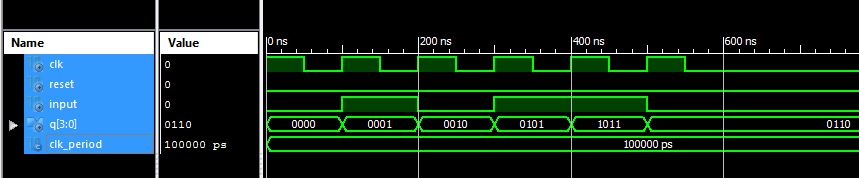 Name Value 0 ns 200 ns 400 ns 600 ns
clk 0
reset 0
input 0
q[3:0] 0110 0000 0001 0010 0101 1011 0110
clk_period 100000 ps 100000 ps